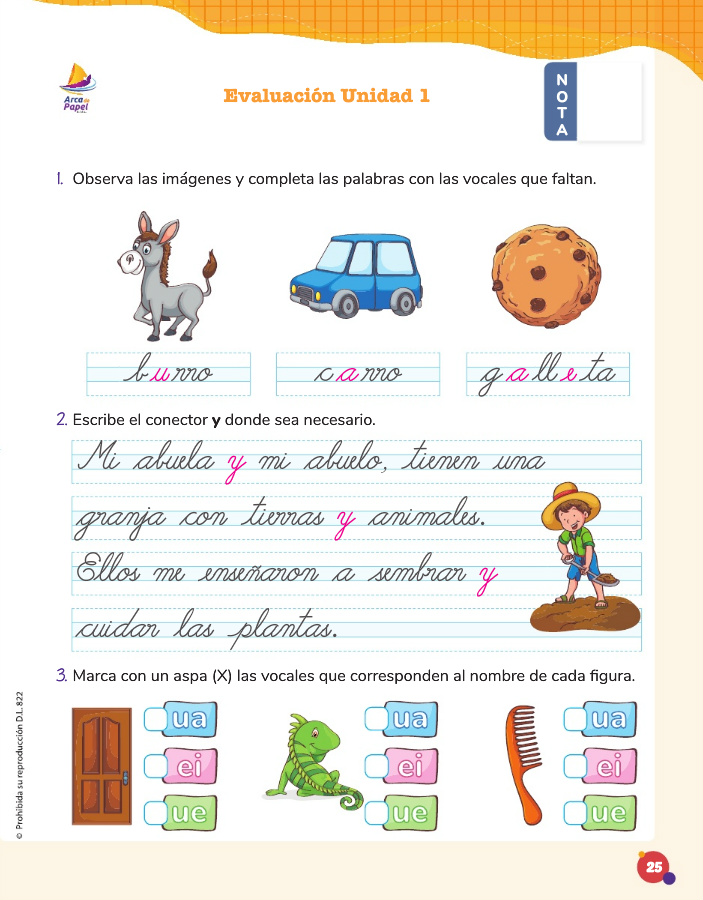 Arca de
Papel
Evaluación Unidad 1
NOTA
1. Observa las imágenes y completa las palabras con las vocales que faltan.
burro carro galleta
2. Escribe el conector y donde sea necesario.
Mi abuela y mi abuelo, tienen una
granja con tierras y animales.
Ellos me enseñaron a sembrar y
cuidar las plantas.
3. Marca con un aspa (X) las vocales que corresponden al nombre de cada figura.
ua ua ua
ei ei ei
ue ue ue
© Prohibida su reproducción D.L. 822
25